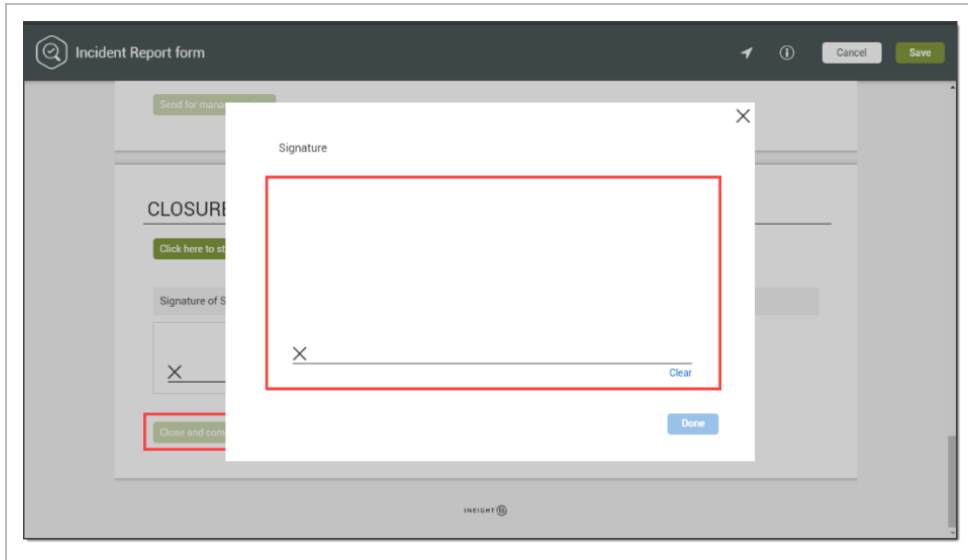 Incident Report form
Cancel
Save
Send for mana
Signature
CLOSURE
Click here to st
Signature of S
Clear
Close and com
Done
INEIGHT